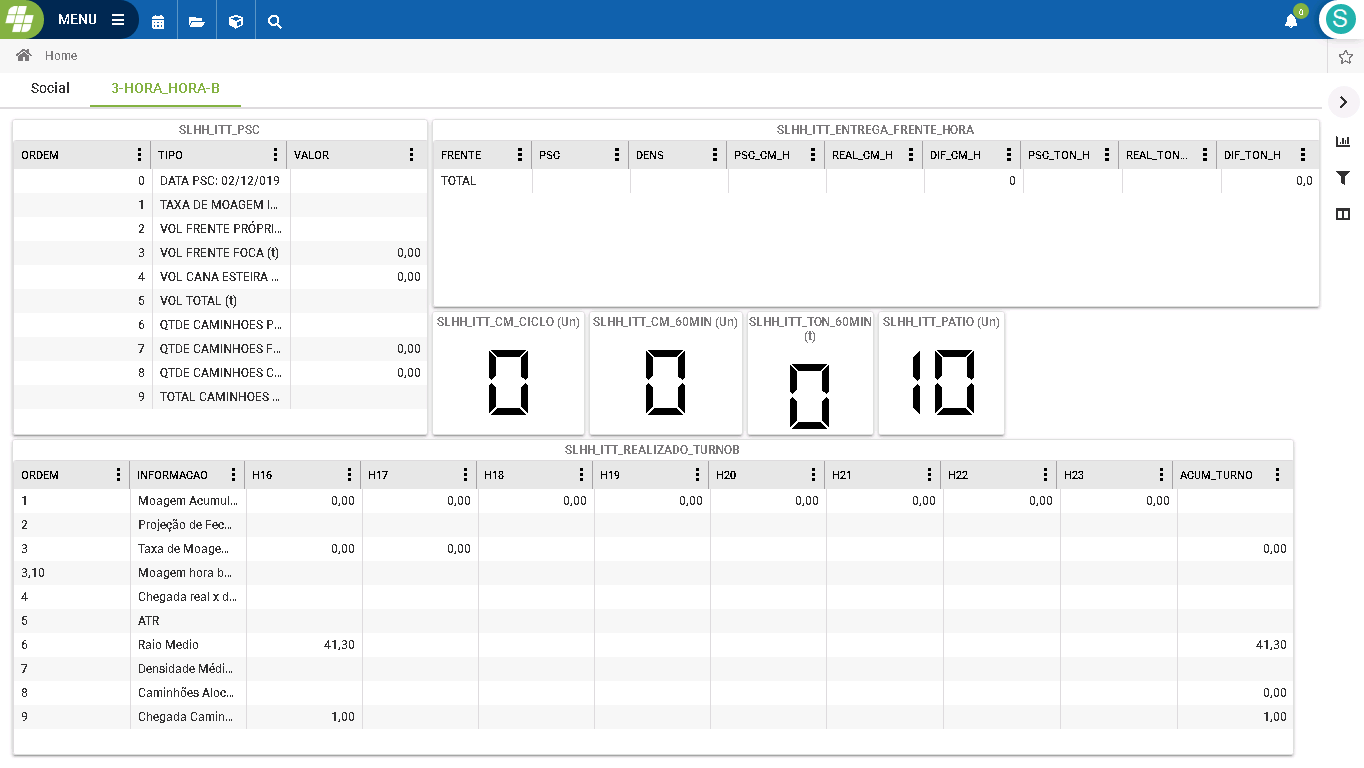 MENU
0
S
Home
Social 3-HORA_HORA-B
SLHH_ITT_PSC
ORDEM TIPO VALOR
0 DATA PSC: 02/12/019
1 TAXA DE MOAGEM I...
2 VOL FRENTE PRÓPRI...
3 VOL FRENTE FOCA (t) 0,00
4 VOL CANA ESTEIRA ... 0,00
5 VOL TOTAL (t)
6 QTDE CAMINHOES P...
7 QTDE CAMINHOES F... 0,00
8 QTDE CAMINHOES C... 0,00
9 TOTAL CAMINHOES ...
SLHH_ITT_ENTREGA_FRENTE_HORA
FRENTE PSC DENS PSC_CM_H REAL_CM_H DIF_CM_H PSC_TON_H REAL_TON... DIF_TON_H
TOTAL 0 0,0
SLHH_ITT_CM_CICLO (Un)
0
SLHH_ITT_CM_60MIN (Un)
0
SLHH_ITT_TON_60MIN
(t)
0
SLHH_ITT_PATIO (Un)
10
SLHH_ITT_REALIZADO_TURNOB
ORDEM INFORMACAO H16 H17 H18 H19 H20 H21 H22 H23 ACUM_TURNO
1 Moagem Acumul... 0,00 0,00 0,00 0,00 0,00 0,00 0,00 0,00
2 Projeção de Fec...
3 Taxa de Moage... 0,00 0,00 0,00
3,10 Moagem hora b...
4 Chegada real x d...
5 ATR
6 Raio Medio 41,30 41,30
7 Densidade Médi...
8 Caminhões Aloc... 0,00
9 Chegada Camin... 1,00 1,00